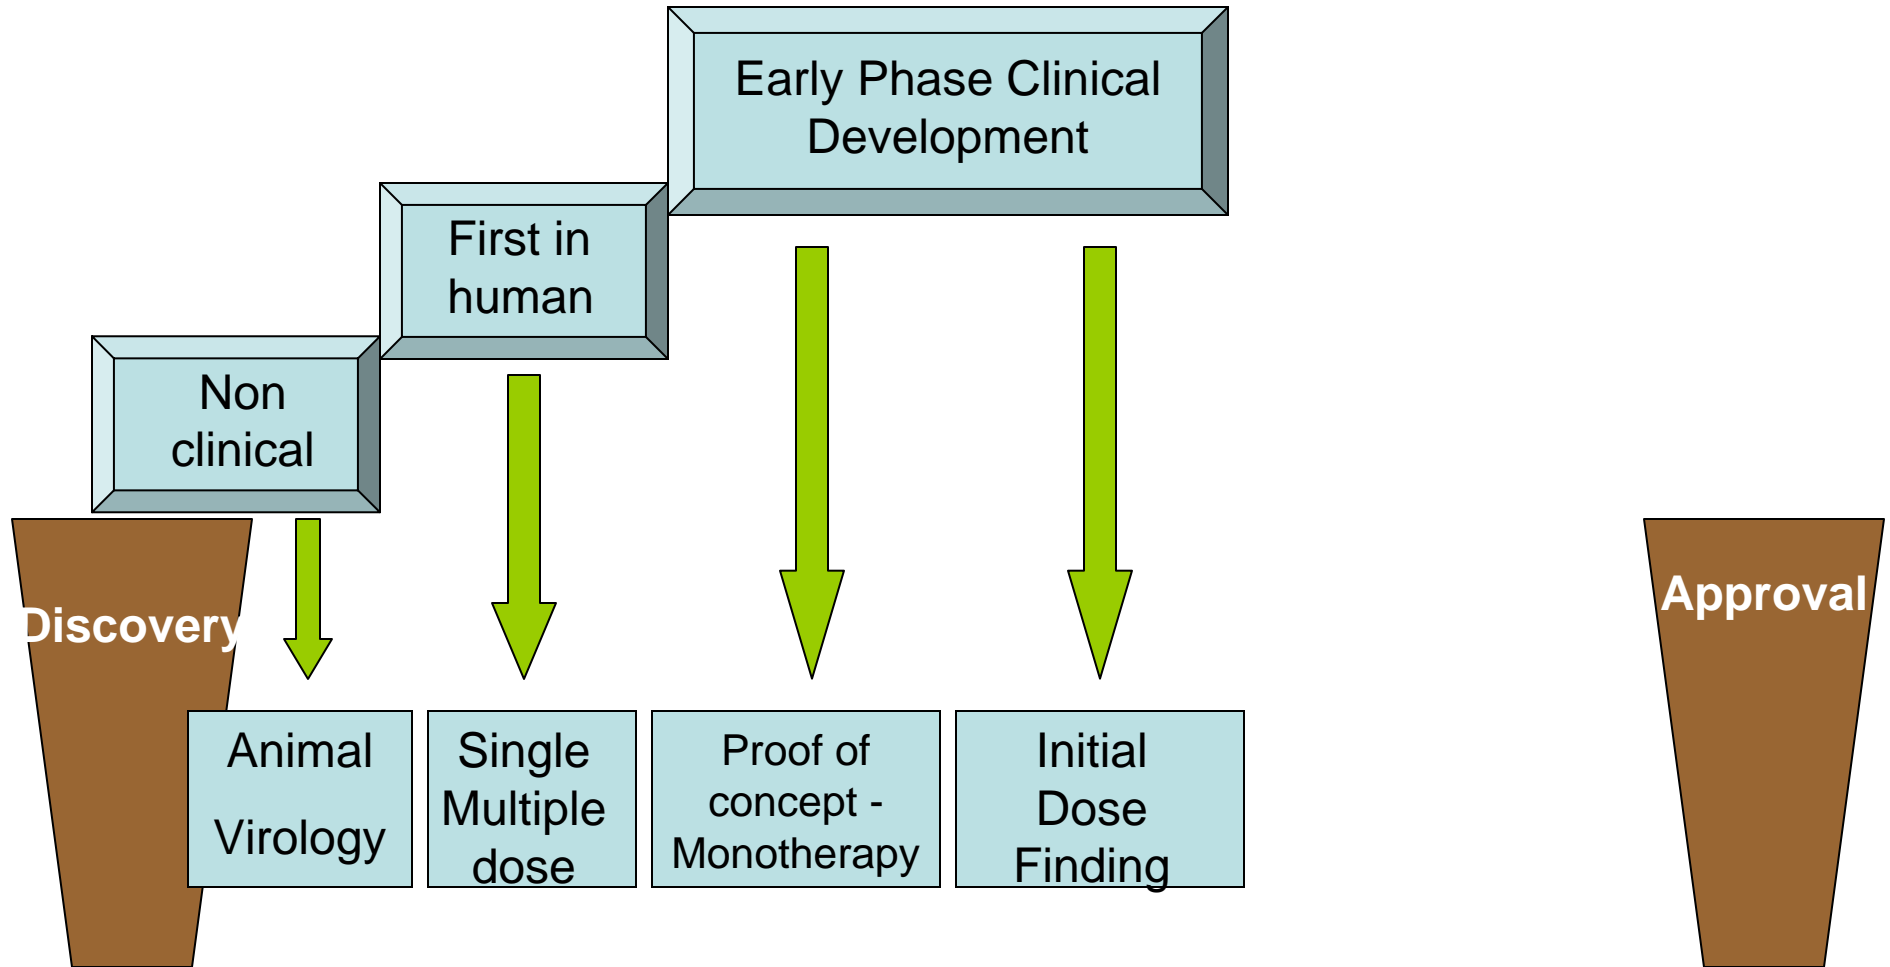 Early Phase Clinical
Development
First in
human
Non
clinical
Discovery
Approval
Animal
Virology
Single
Multiple
dose
Proof of
concept -
Monotherapy
Initial
Dose
Finding